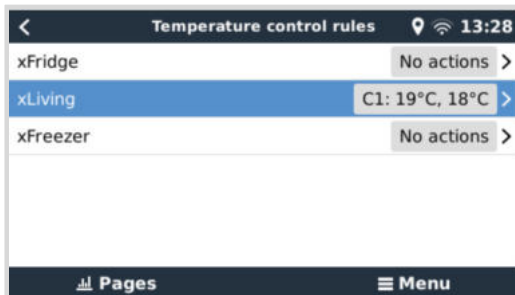 Temperature control rules 13:28
xFridge No actions
xLiving C1: 19°C, 18°C
xFreezer No actions
Pages Menu